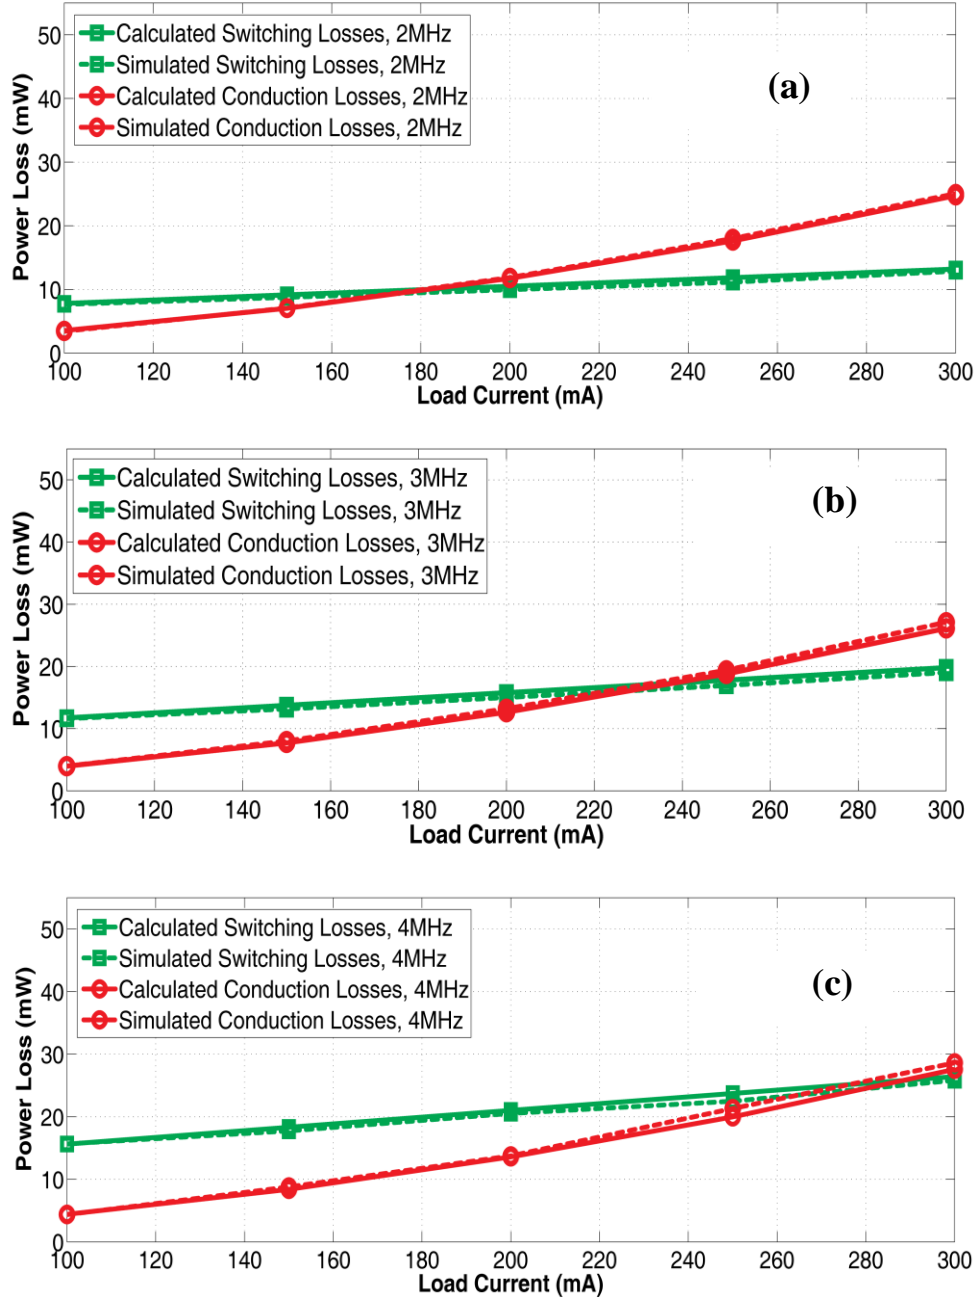 Calculated Switching Losses, 2MHz
Simulated Switching Losses, 2MHz
Calculated Conduction Losses, 2MHz
Simulated Conduction Losses, 2MHz
(a)
Power Loss (mW)
50
40
30
20
10
0
100 120 140 160 180 200 220 240 260 280 300
Load Current (mA)
Calculated Switching Losses, 3MHz
Simulated Switching Losses, 3MHz
Calculated Conduction Losses, 3MHz
Simulated Conduction Losses, 3MHz
(b)
Power Loss (mW)
50
40
30
20
10
0
100 120 140 160 180 200 220 240 260 280 300
Load Current (mA)
Calculated Switching Losses, 4MHz
Simulated Switching Losses, 4MHz
Calculated Conduction Losses, 4MHz
Simulated Conduction Losses, 4MHz
(c)
Power Loss (mW)
50
40
30
20
10
0
100 120 140 160 180 200 220 240 260 280 300
Load Current (mA)